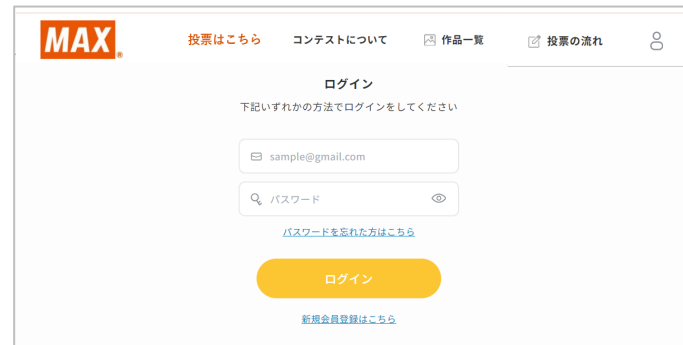 MAX®
投票はこちら
コンテストについて
作品一覧
投票の流れ
ログイン
下記いずれかの方法でログインをしてください
sample@gmail.com
パスワード
パスワードを忘れた方はこちら
ログイン
新規会員登録はこちら